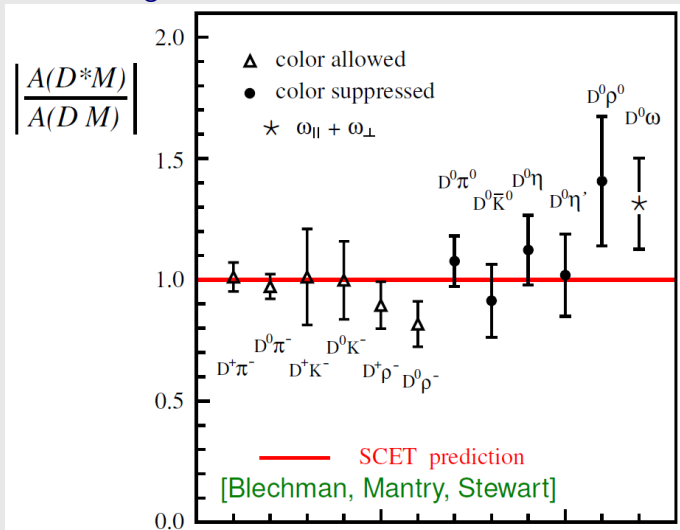 2.0
1.5
1.0
0.5
0.0
|A(D*M)/A(D M)|
△ color allowed
● color suppressed
☆ ω|| + ω⊥
D⁰π⁰
D⁰K̄⁰
D⁰η
D⁰η'
D⁰ρ⁰
D⁰ω
D⁺π⁻
D⁰π⁻
D⁺K⁻
D⁰K⁻
D⁺ρ⁻
D⁰ρ⁻
SCET prediction
[Blechman, Mantry, Stewart]